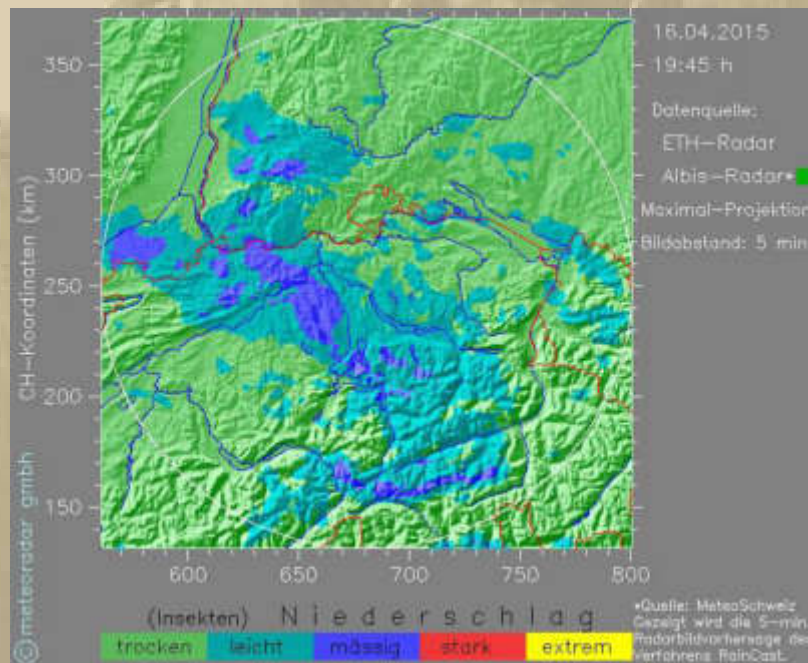 16.04.2015
19:45 h
Datenquelle:
ETH-Radar
Albis-Radar*
Maximal-Projektion
Bildabstand: 5 min
CH-Koordinaten (km)
350
300
250
200
150
600 650 700 750 800
©meteoradar gmbh
(Insekten) Niederschlag
trocken leicht mässig stark extrem
*Quelle: MeteoSchweiz
Gezeigt wird die 5-min
Radarbildvorhersage des
Verfahrens RainCast.